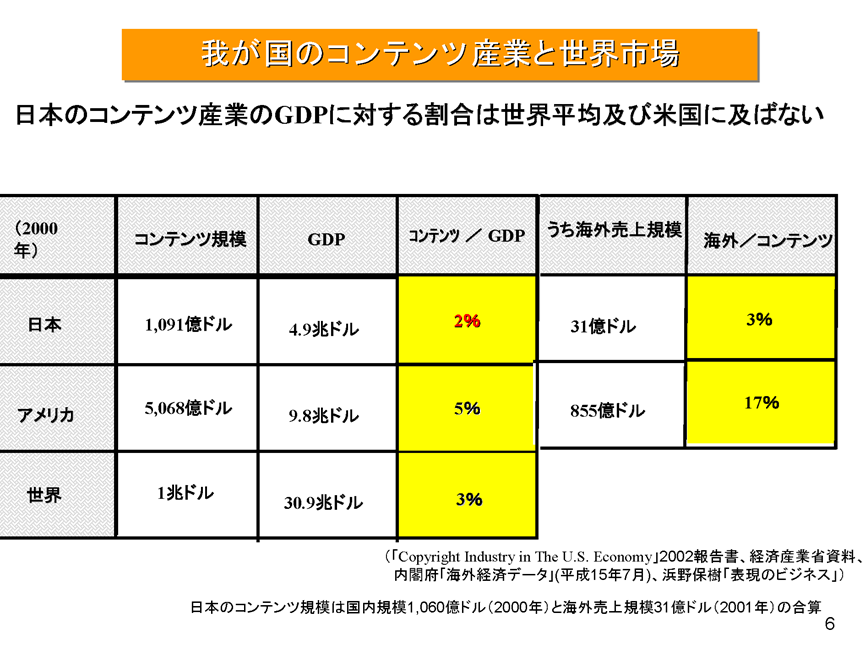 我が国のコンテンツ産業と世界市場
日本のコンテンツ産業のGDPに対する割合は世界平均及び米国に及ばない
（2000年） コンテンツ規模 GDP ｺﾝﾃﾝﾂ ／ GDP うち海外売上規模 海外／コンテンツ
日本 1,091億ドル 4.9兆ドル 2% 31億ドル 3%
アメリカ 5,068億ドル 9.8兆ドル 5% 855億ドル 17%
世界 1兆ドル 30.9兆ドル 3%
（「Copyright Industry in The U.S. Economy」2002報告書、経済産業省資料、
内閣府「海外経済データ」(平成15年7月)、浜野保樹「表現のビジネス」）
日本のコンテンツ規模は国内規模1,060億ドル（2000年）と海外売上規模31億ドル（2001年）の合算
6